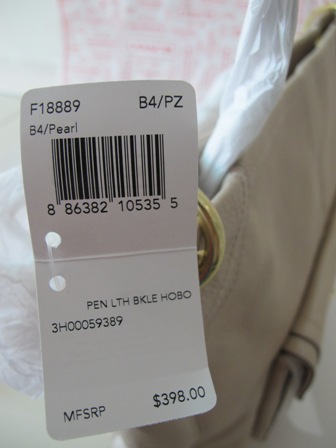 F18889 B4/PZ
B4/Pearl
8 86382 10535 5
PEN LTH BKLE HOBO
3H00059389
MFSRP $398.00